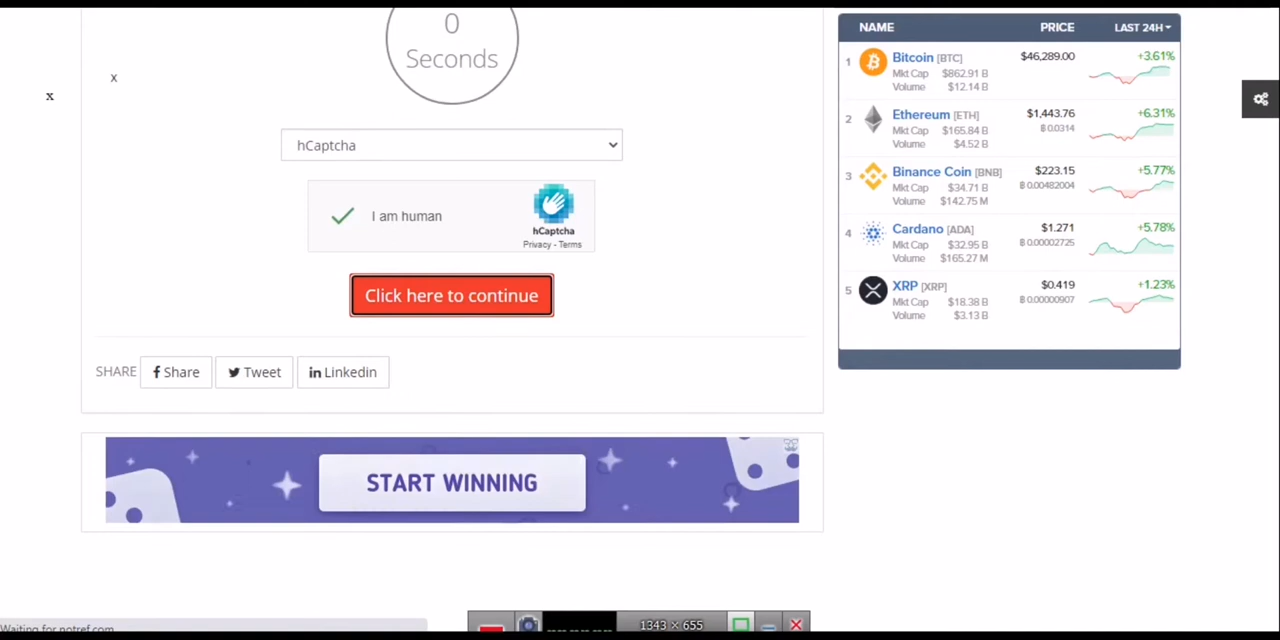 0
Seconds
x
x
hCaptcha
I am human
hCaptcha
Privacy - Terms
Click here to continue
SHARE
Share
Tweet
Linkedin
START WINNING
NAME PRICE LAST 24H
1 Bitcoin [BTC] $46,289.00 +3.61%
Mkt Cap $862.91 B
Volume $12.14 B
2 Ethereum [ETH] $1,443.76 +6.31%
Mkt Cap $165.84 B ₿ 0.0314
Volume $4.52 B
3 Binance Coin [BNB] $223.15 +5.77%
Mkt Cap $34.71 B ₿ 0.00482004
Volume $142.75 M
4 Cardano [ADA] $1.271 +5.78%
Mkt Cap $32.95 B ₿ 0.00002725
Volume $165.27 M
5 XRP [XRP] $0.419 +1.23%
Mkt Cap $18.38 B ₿ 0.00000907
Volume $3.13 B
Waiting for notref.com
1343 × 655